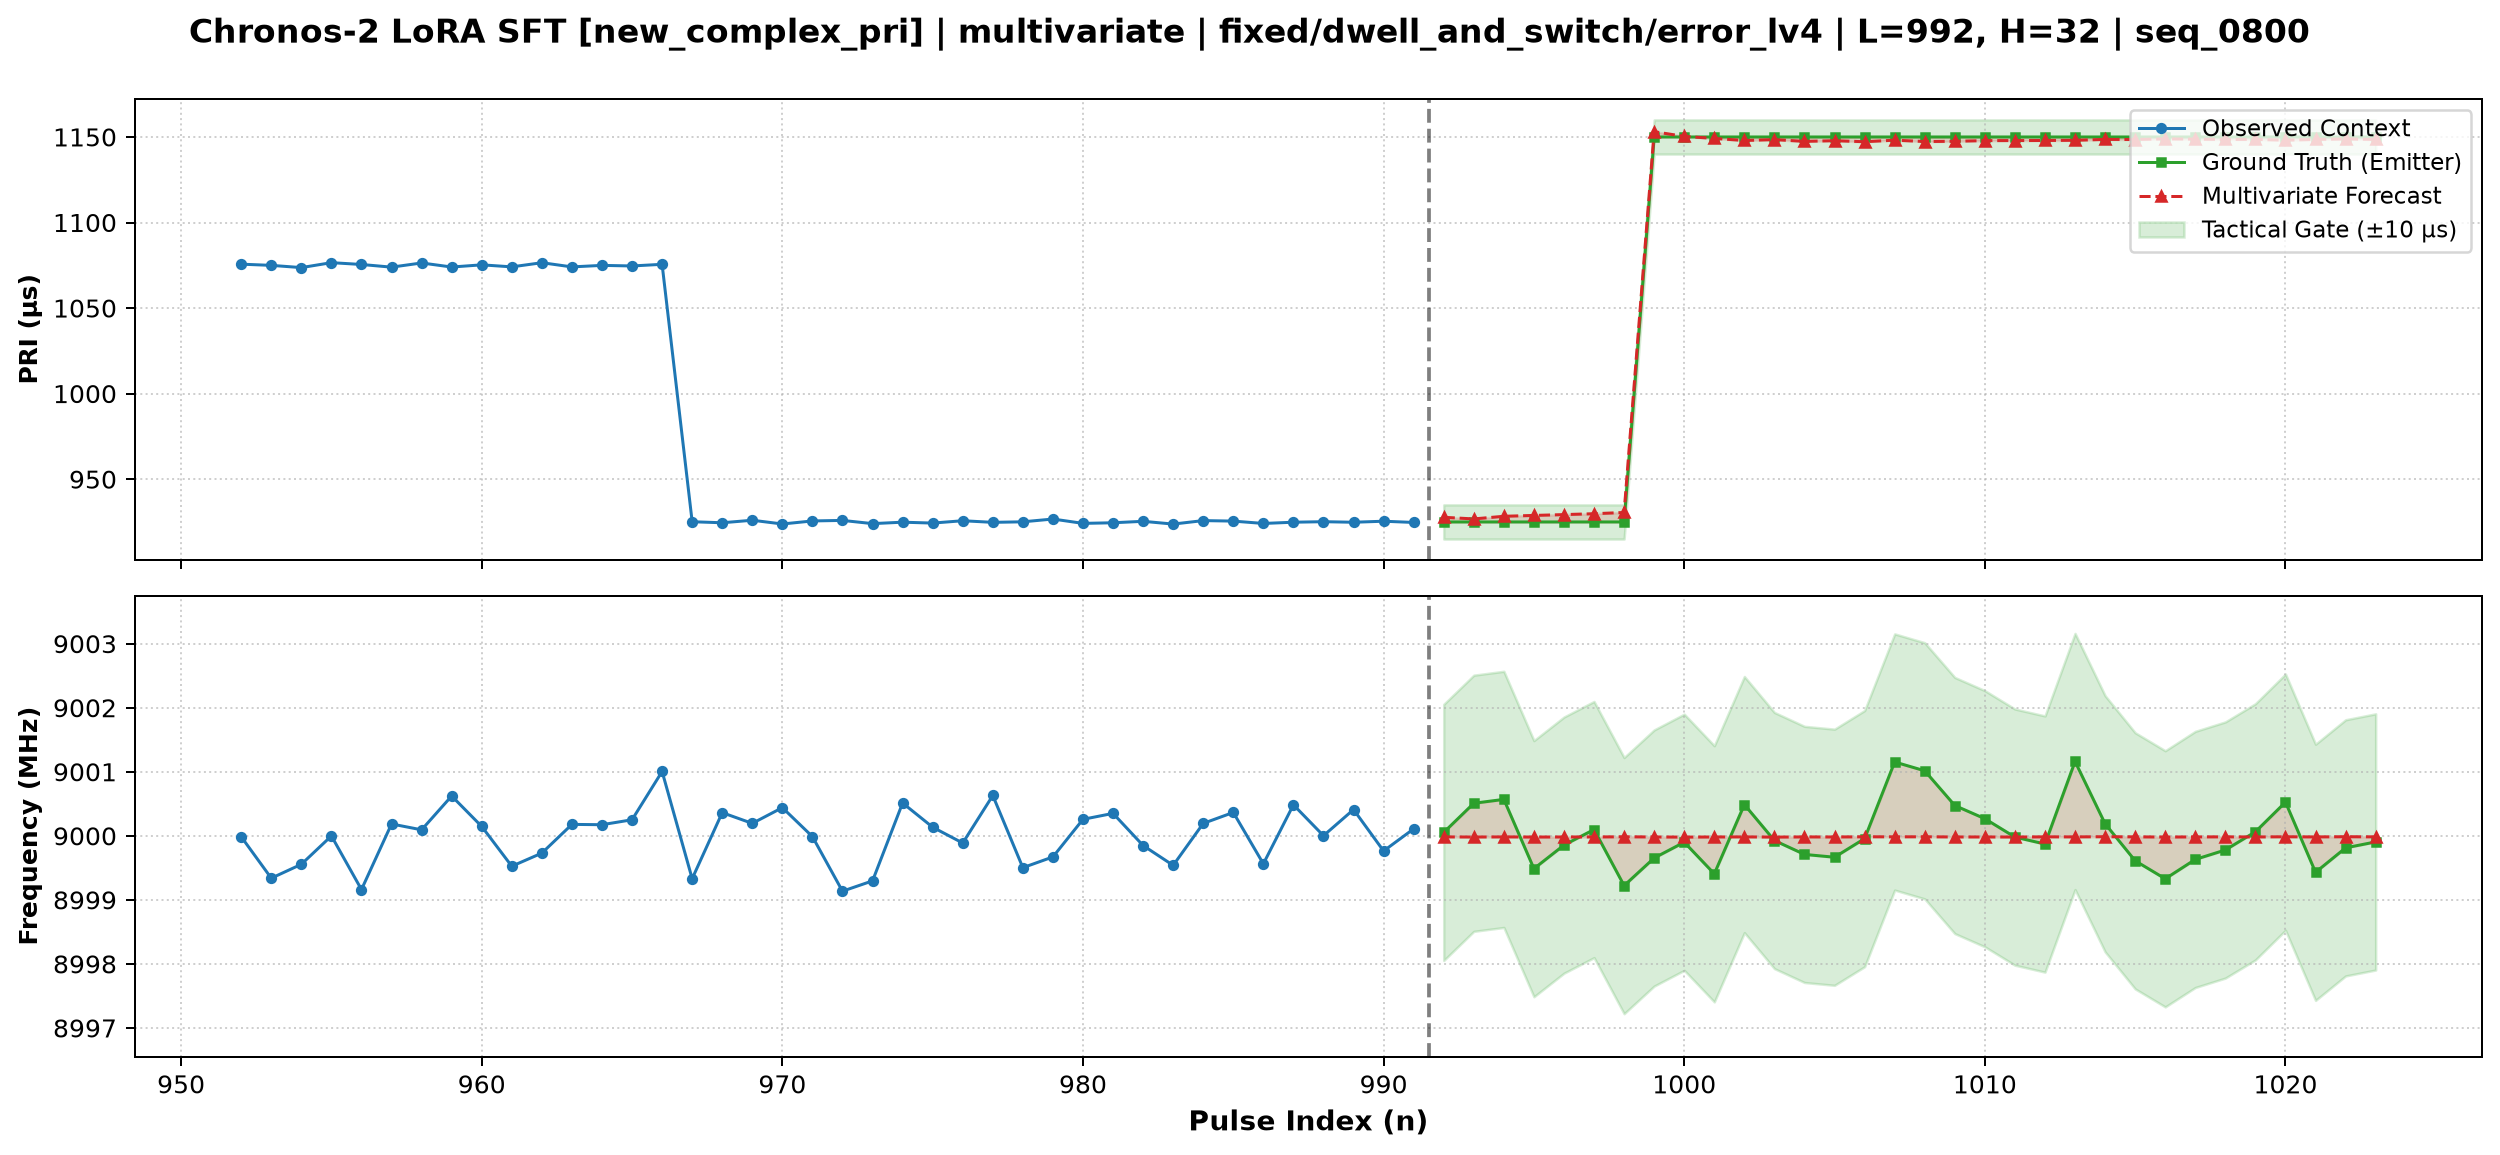 Chronos-2 LoRA SFT [new_complex_pri] | multivariate | fixed/dwell_and_switch/error_lv4 | L=992, H=32 | seq_0800
PRI (µs)
1150
1100
1050
1000
950
Observed Context
Ground Truth (Emitter)
Multivariate Forecast
Tactical Gate (±10 µs)
Frequency (MHz)
9003
9002
9001
9000
8999
8998
8997
950 960 970 980 990 1000 1010 1020
Pulse Index (n)